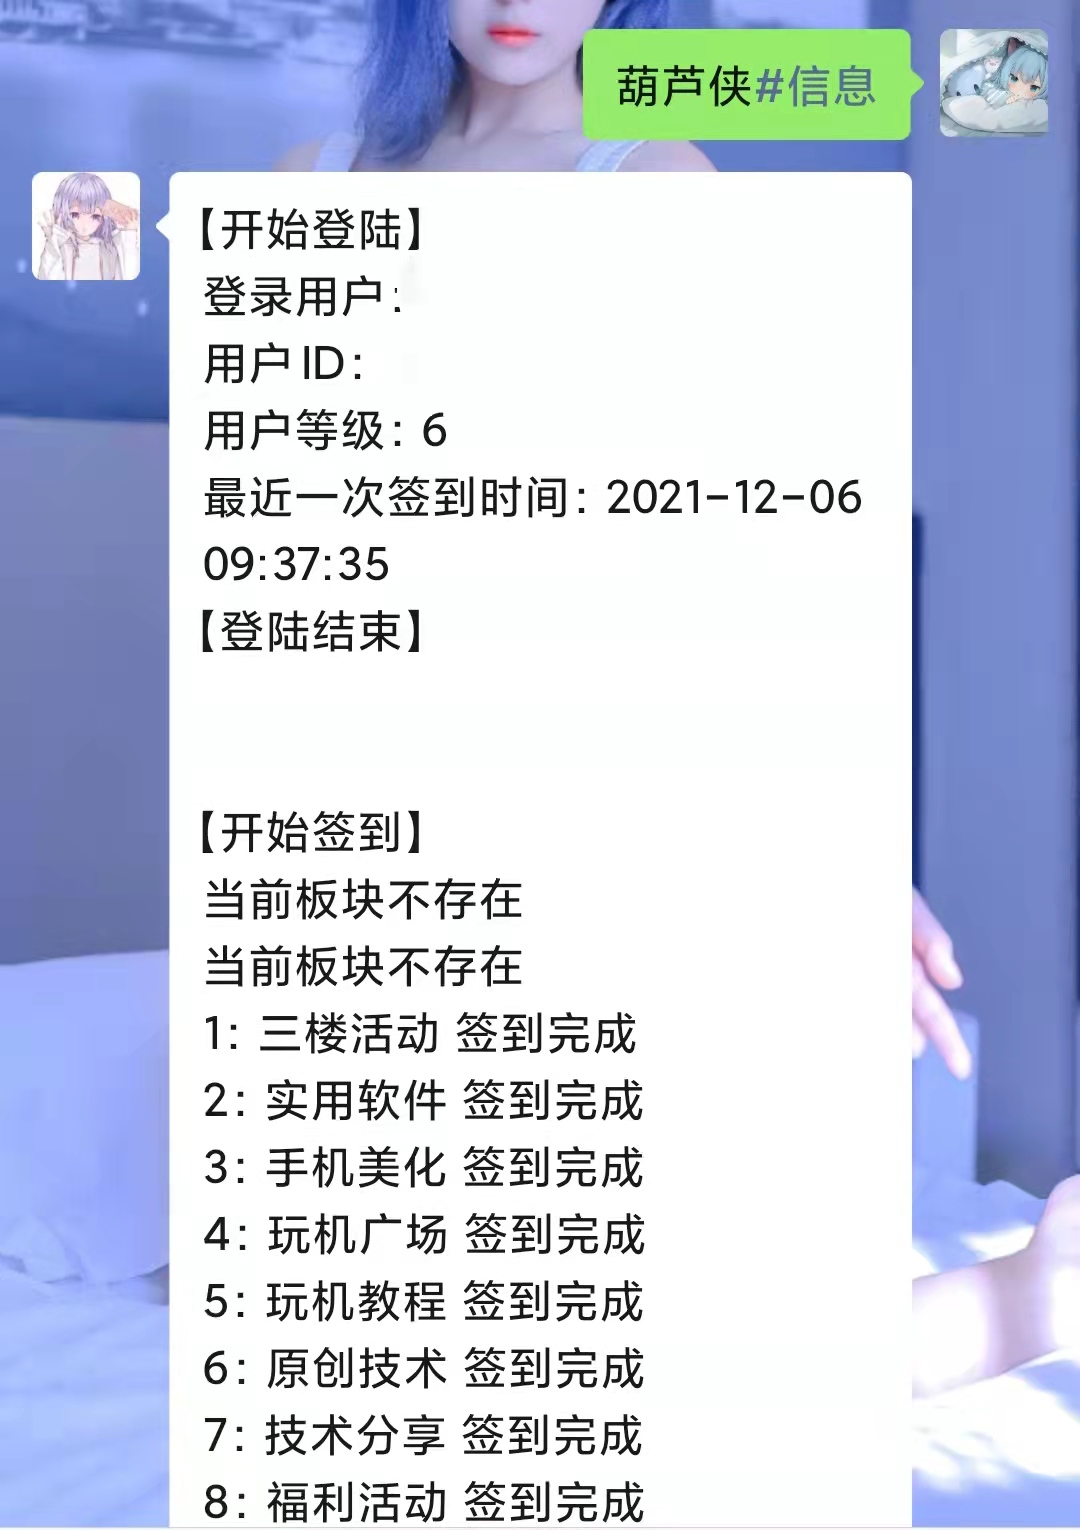 葫芦侠#信息
【开始登陆】
登录用户:
用户ID:
用户等级: 6
最近一次签到时间: 2021-12-06
09:37:35
【登陆结束】
【开始签到】
当前板块不存在
当前板块不存在
1: 三楼活动 签到完成
2: 实用软件 签到完成
3: 手机美化 签到完成
4: 玩机广场 签到完成
5: 玩机教程 签到完成
6: 原创技术 签到完成
7: 技术分享 签到完成
8: 福利活动 签到完成